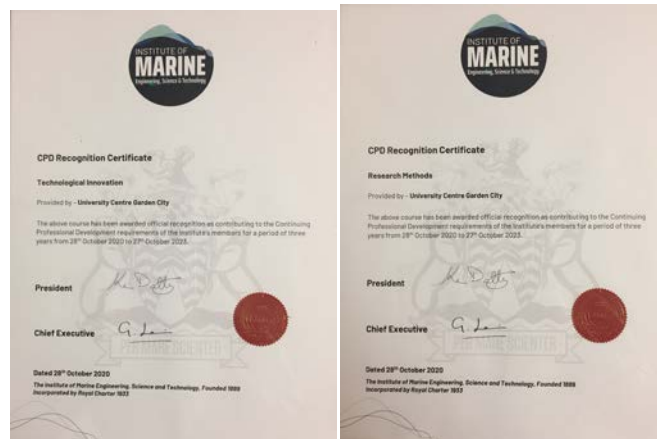 INSTITUTE OF
MARINE
Engineering, Science & Technology
CPD Recognition Certificate
Technological Innovation
Provided by - University Centre Garden City
The above course has been awarded official recognition as contributing to the Continuing
Professional Development requirements of the Institute's members for a period of three
years from 28th October 2020 to 27th October 2023.
President
Chief Executive
PER MARE SCIENTER
Dated 28th October 2020
The Institute of Marine Engineering, Science and Technology, Founded 1889
Incorporated by Royal Charter 1933
INSTITUTE OF
MARINE
Engineering, Science & Technology
CPD Recognition Certificate
Research Methods
Provided by - University Centre Garden City
The above course has been awarded official recognition as contributing to the Continuing
Professional Development requirements of the Institute's members for a period of three
years from 28th October 2020 to 27th October 2023.
President
Chief Executive
PER MARE SCIENTER
Dated 28th October 2020
The Institute of Marine Engineering, Science and Technology, Founded 1889
Incorporated by Royal Charter 1933